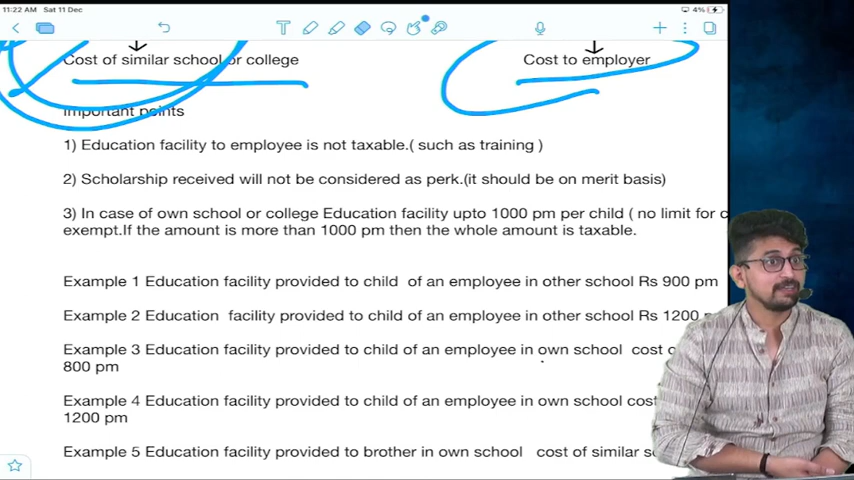 11:22 AM Sat 11 Dec
4%
Cost of similar school or college
Cost to employer
Important points
1) Education facility to employee is not taxable.( such as training )
2) Scholarship received will not be considered as perk.(it should be on merit basis)
3) In case of own school or college Education facility upto 1000 pm per child ( no limit for
exempt.If the amount is more than 1000 pm then the whole amount is taxable.
Example 1 Education facility provided to child of an employee in other school Rs 900 pm
Example 2 Education facility provided to child of an employee in other school Rs 1200
Example 3 Education facility provided to child of an employee in own school cost
800 pm
Example 4 Education facility provided to child of an employee in own school cost
1200 pm
Example 5 Education facility provided to brother in own school cost of similar